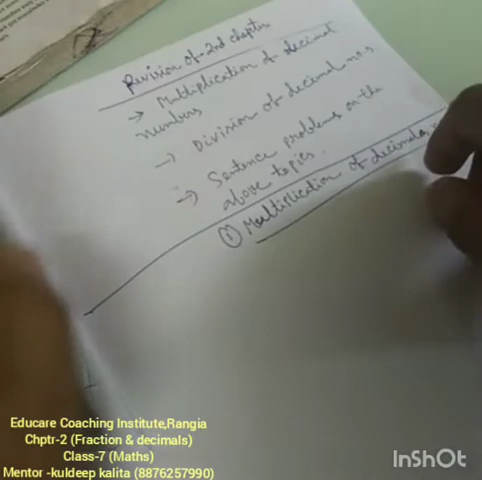 Revision of 2nd chapter
→ Multiplication of decimal
numbers
→ Division of decimal no.s
→ Sentence problems on the
above topics.
① Multiplication of decimals
Educare Coaching Institute,Rangia
Chptr-2 (Fraction & decimals)
Class-7 (Maths)
Mentor -kuldeep kalita (8876257990)
InShOt